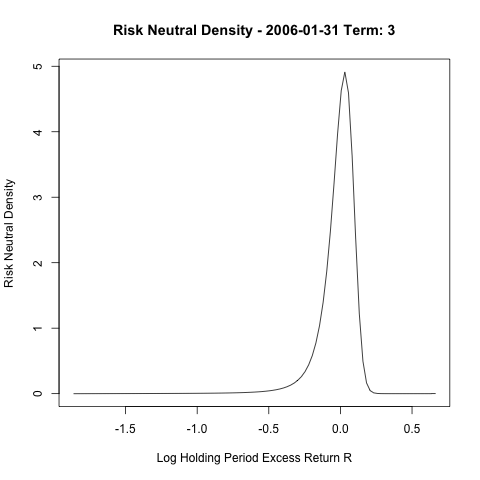 Risk Neutral Density - 2006-01-31 Term: 3
Risk Neutral Density
5
4
3
2
1
0
-1.5 -1.0 -0.5 0.0 0.5
Log Holding Period Excess Return R